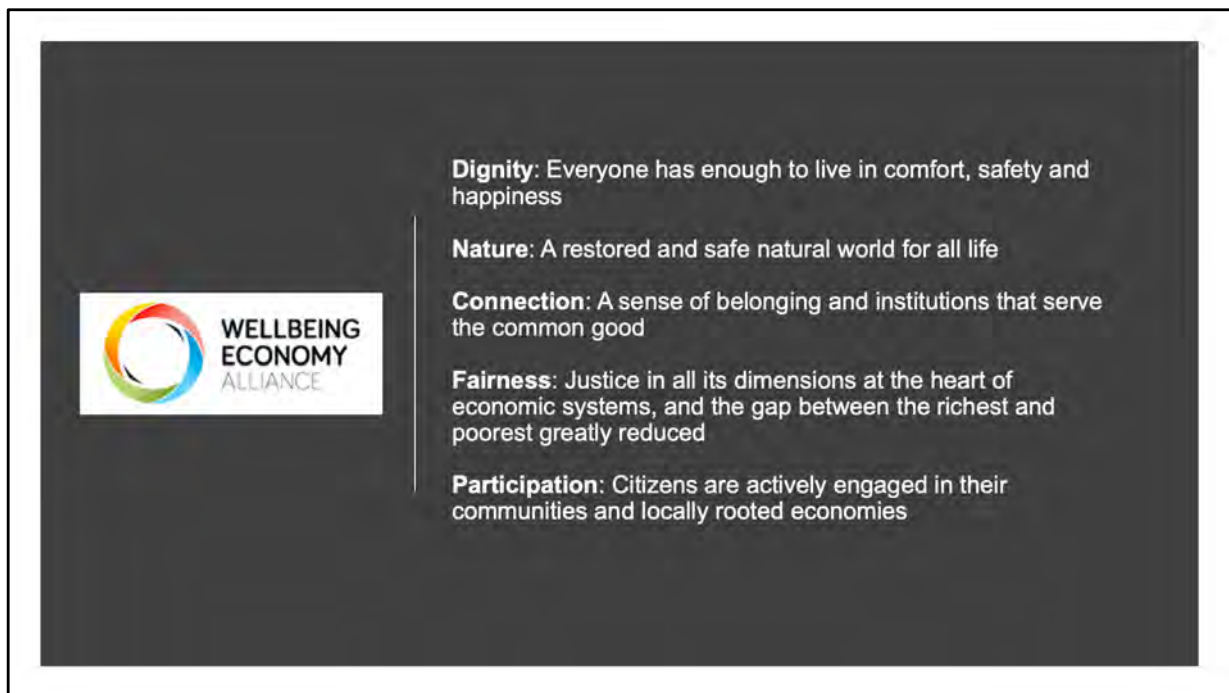 WELLBEING
ECONOMY
ALLIANCE
Dignity: Everyone has enough to live in comfort, safety and
happiness
Nature: A restored and safe natural world for all life
Connection: A sense of belonging and institutions that serve
the common good
Fairness: Justice in all its dimensions at the heart of
economic systems, and the gap between the richest and
poorest greatly reduced
Participation: Citizens are actively engaged in their
communities and locally rooted economies